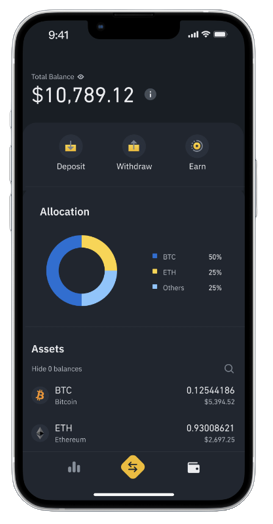 9:41
Total Balance
$10,789.12
Deposit Withdraw Earn
Allocation
BTC 50%
ETH 25%
Others 25%
Assets
Hide 0 balances
BTC 0.12544186
Bitcoin $5,394.52
ETH 0.93008621
Ethereum $2,697.25